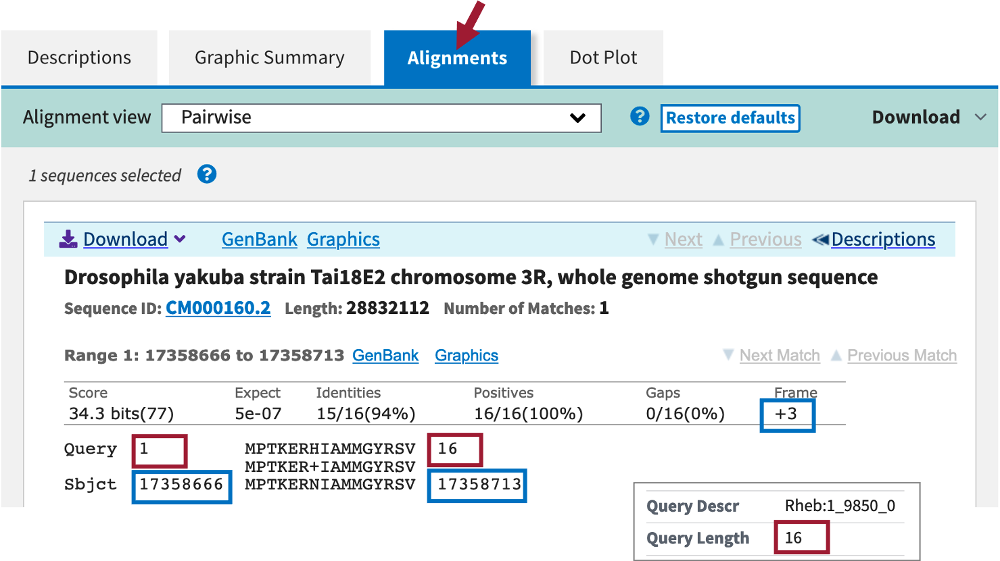 Descriptions Graphic Summary Alignments Dot Plot
Alignment view Pairwise ? Restore defaults Download
1 sequences selected ?
Download GenBank Graphics Next Previous Descriptions
Drosophila yakuba strain Tai18E2 chromosome 3R, whole genome shotgun sequence
Sequence ID: CM000160.2 Length: 28832112 Number of Matches: 1
Range 1: 17358666 to 17358713 GenBank Graphics Next Match Previous Match
Score Expect Identities Positives Gaps Frame
34.3 bits(77) 5e-07 15/16(94%) 16/16(100%) 0/16(0%) +3
Query 1 MPTKERHIAMMGYRSV 16
MPTKER+IAMMGYRSV
Sbjct 17358666 MPTKERNIAMMGYRSV 17358713
Query Descr Rheb:1_9850_0
Query Length 16